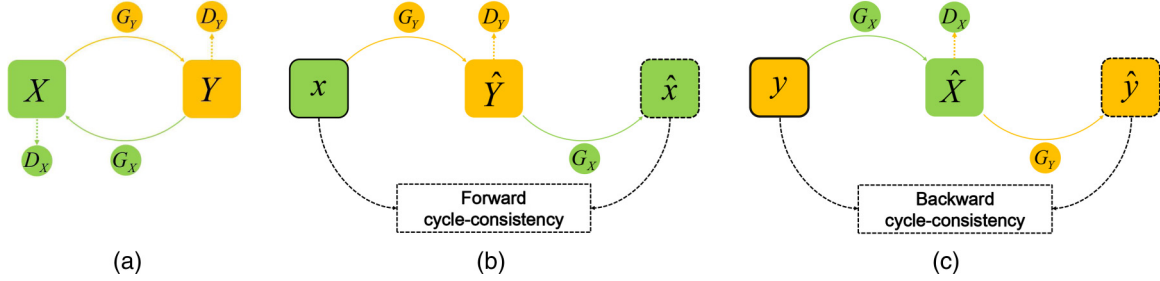 G_Y
D_Y
X
Y
D_X
G_X
(a)
G_Y
D_Y
x
Ŷ
x̂
G_X
Forward
cycle-consistency
(b)
G_X
D_X
y
X̂
ŷ
G_Y
Backward
cycle-consistency
(c)